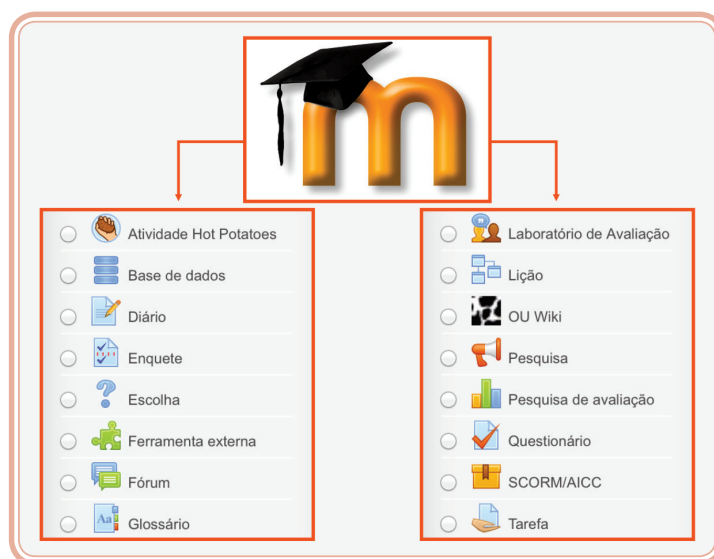 m
Atividade Hot Potatoes
Base de dados
Diário
Enquete
Escolha
Ferramenta externa
Fórum
Aa
Glossário
Laboratório de Avaliação
Lição
OU Wiki
Pesquisa
Pesquisa de avaliação
Questionário
SCORM/AICC
Tarefa